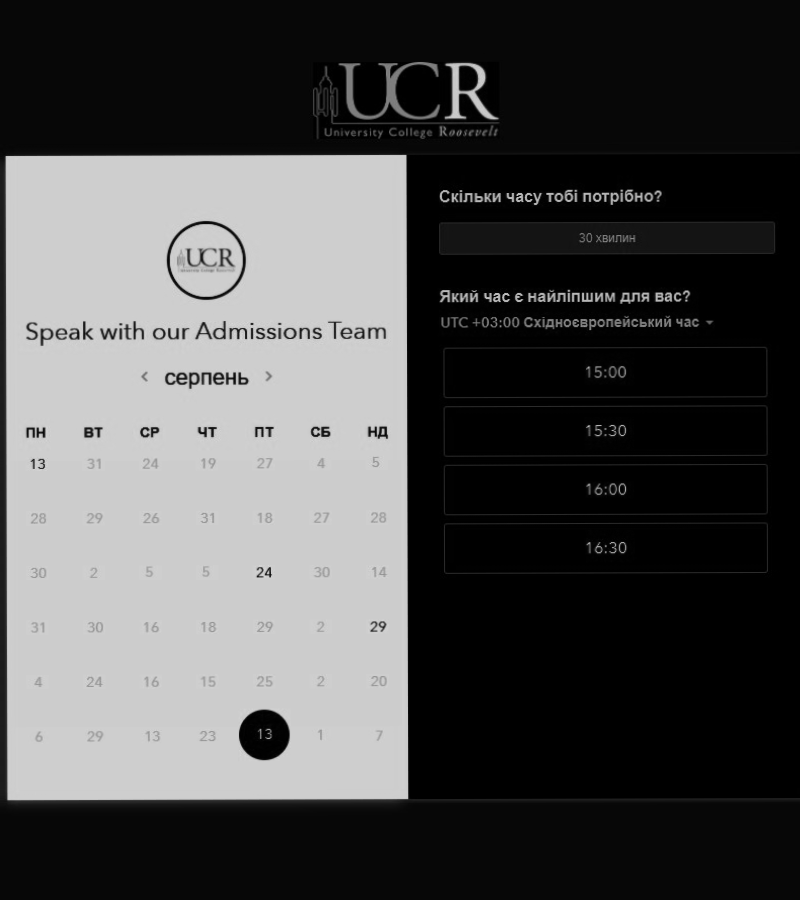 UCR
University College Roosevelt
UCR
Speak with our Admissions Team
серпень
ПН ВТ СР ЧТ ПТ СБ НД
13 31 24 19 27 4 5
28 29 26 31 18 27 28
30 2 5 5 24 30 14
31 30 16 18 29 2 29
4 24 16 15 25 2 20
6 29 13 23 13 1 7
Скільки часу тобі потрібно?
30 хвилин
Який час є найліпшим для вас?
UTC +03:00 Східноєвропейський час
15:00
15:30
16:00
16:30